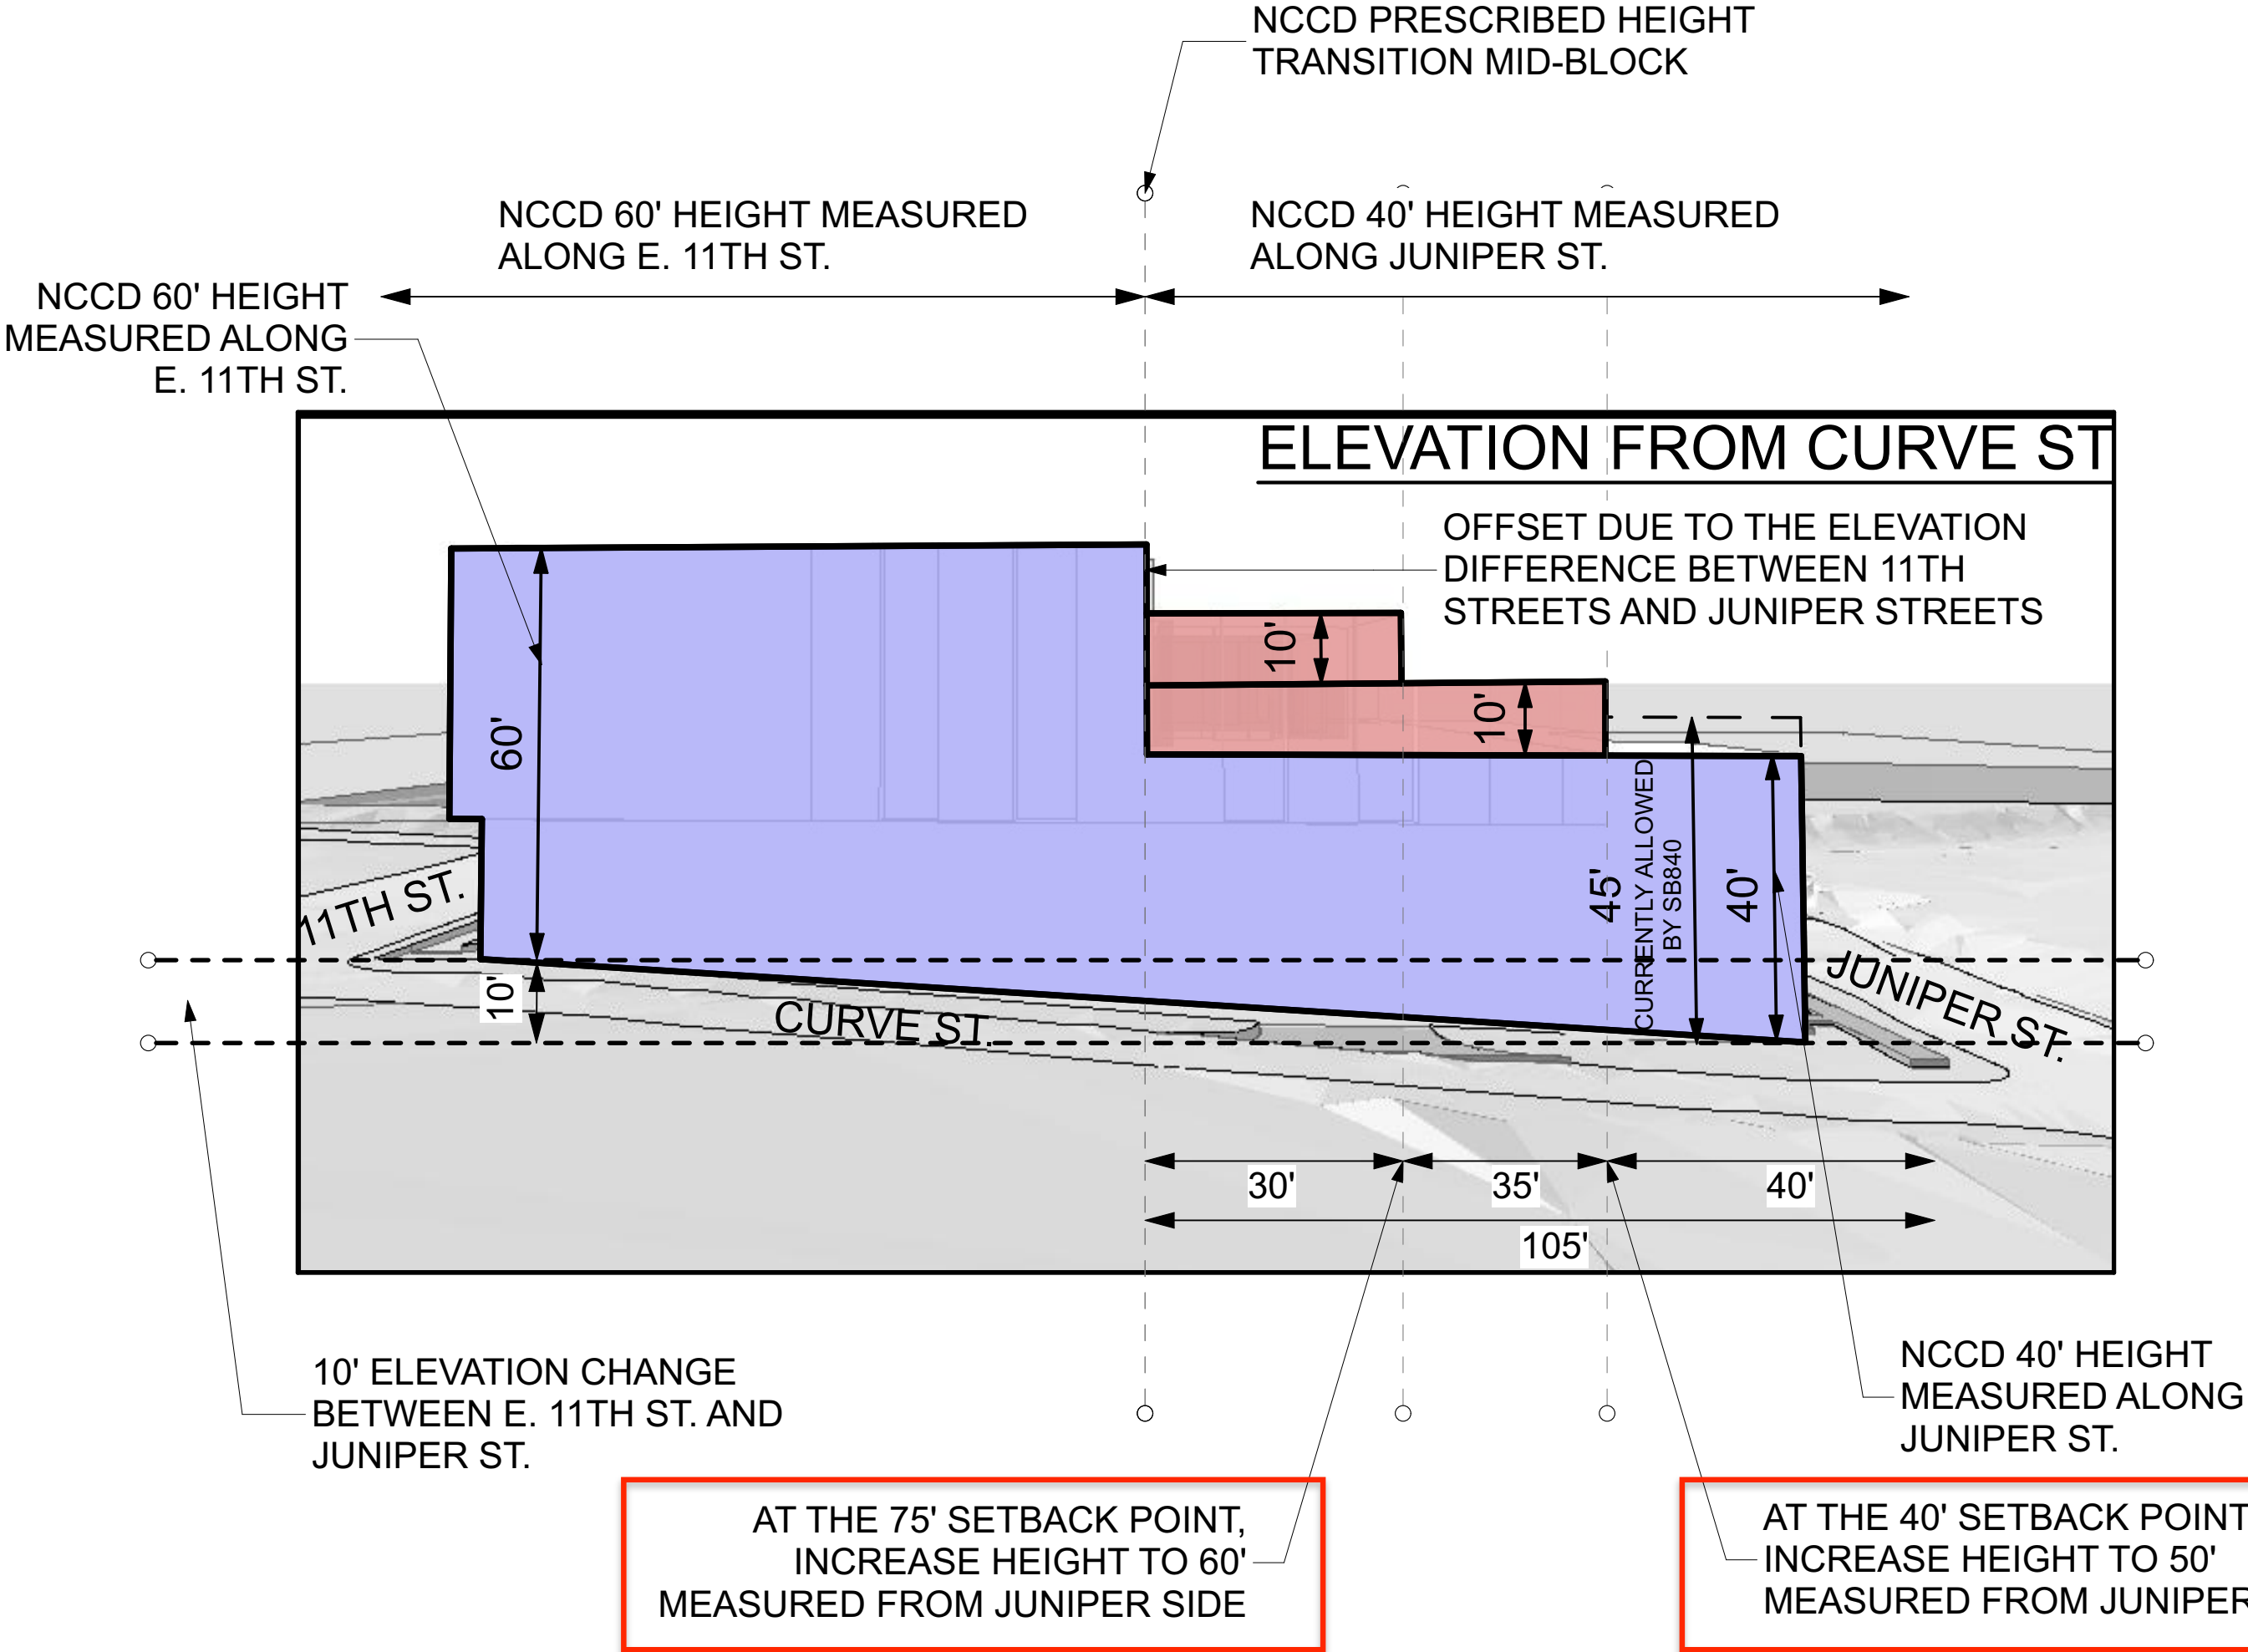 NCCD PRESCRIBED HEIGHT
TRANSITION MID-BLOCK
NCCD 60' HEIGHT MEASURED
ALONG E. 11TH ST.
NCCD 40' HEIGHT MEASURED
ALONG JUNIPER ST.
NCCD 60' HEIGHT
MEASURED ALONG
E. 11TH ST.
ELEVATION FROM CURVE ST
OFFSET DUE TO THE ELEVATION
DIFFERENCE BETWEEN 11TH
STREETS AND JUNIPER STREETS
10'
10'
60'
45'
CURRENTLY ALLOWED
BY SB840
40'
11TH ST.
JUNIPER ST.
10'
CURVE ST.
30'
35'
40'
105'
10' ELEVATION CHANGE
BETWEEN E. 11TH ST. AND
JUNIPER ST.
NCCD 40' HEIGHT
MEASURED ALONG
JUNIPER ST.
AT THE 75' SETBACK POINT,
INCREASE HEIGHT TO 60'
MEASURED FROM JUNIPER SIDE
AT THE 40' SETBACK POINT
INCREASE HEIGHT TO 50'
MEASURED FROM JUNIPER